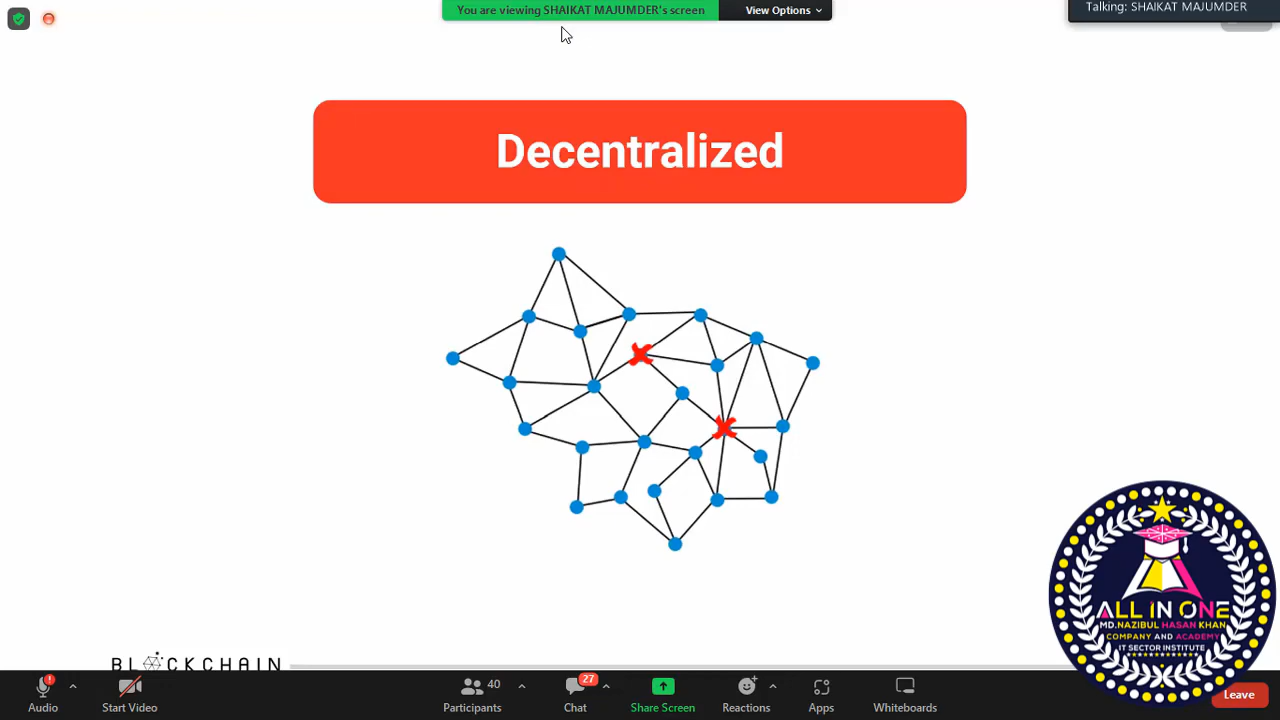 You are viewing SHAIKAT MAJUMDER's screen
View Options
Talking: SHAIKAT MAJUMDER
Decentralized
BLOCKCHAIN
ALL IN ONE
MD.NAZIBUL HASAN KHAN
COMPANY AND ACADEMY
IT SECTOR INSTITUTE
Audio
Start Video
40
Participants
27
Chat
Share Screen
Reactions
Apps
Whiteboards
Leave